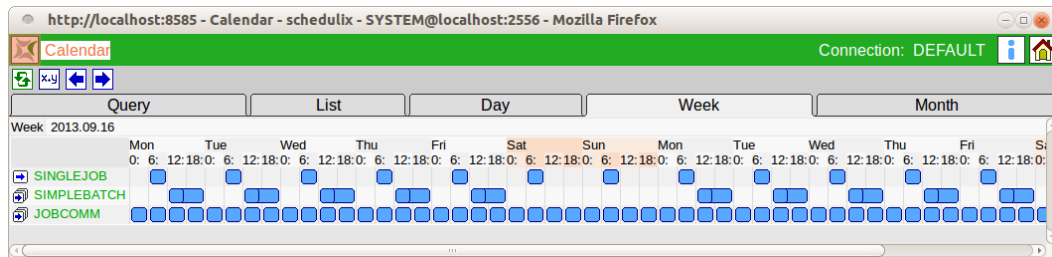 http://localhost:8585 - Calendar - schedulix - SYSTEM@localhost:2556 - Mozilla Firefox
Calendar Connection: DEFAULT
x.y
Query List Day Week Month
Week 2013.09.16
Mon Tue Wed Thu Fri Sat Sun Mon Tue Wed Thu Fri Sa
0: 6: 12:18:0: 6: 12:18:0: 6: 12:18:0: 6: 12:18:0: 6: 12:18:0: 6: 12:18:0: 6: 12:18:0: 6: 12:18:0: 6: 12:18:0: 6: 12:18:0: 6: 12:18:0: 6: 12:18:0:
SINGLEJOB
SIMPLEBATCH
JOBCOMM